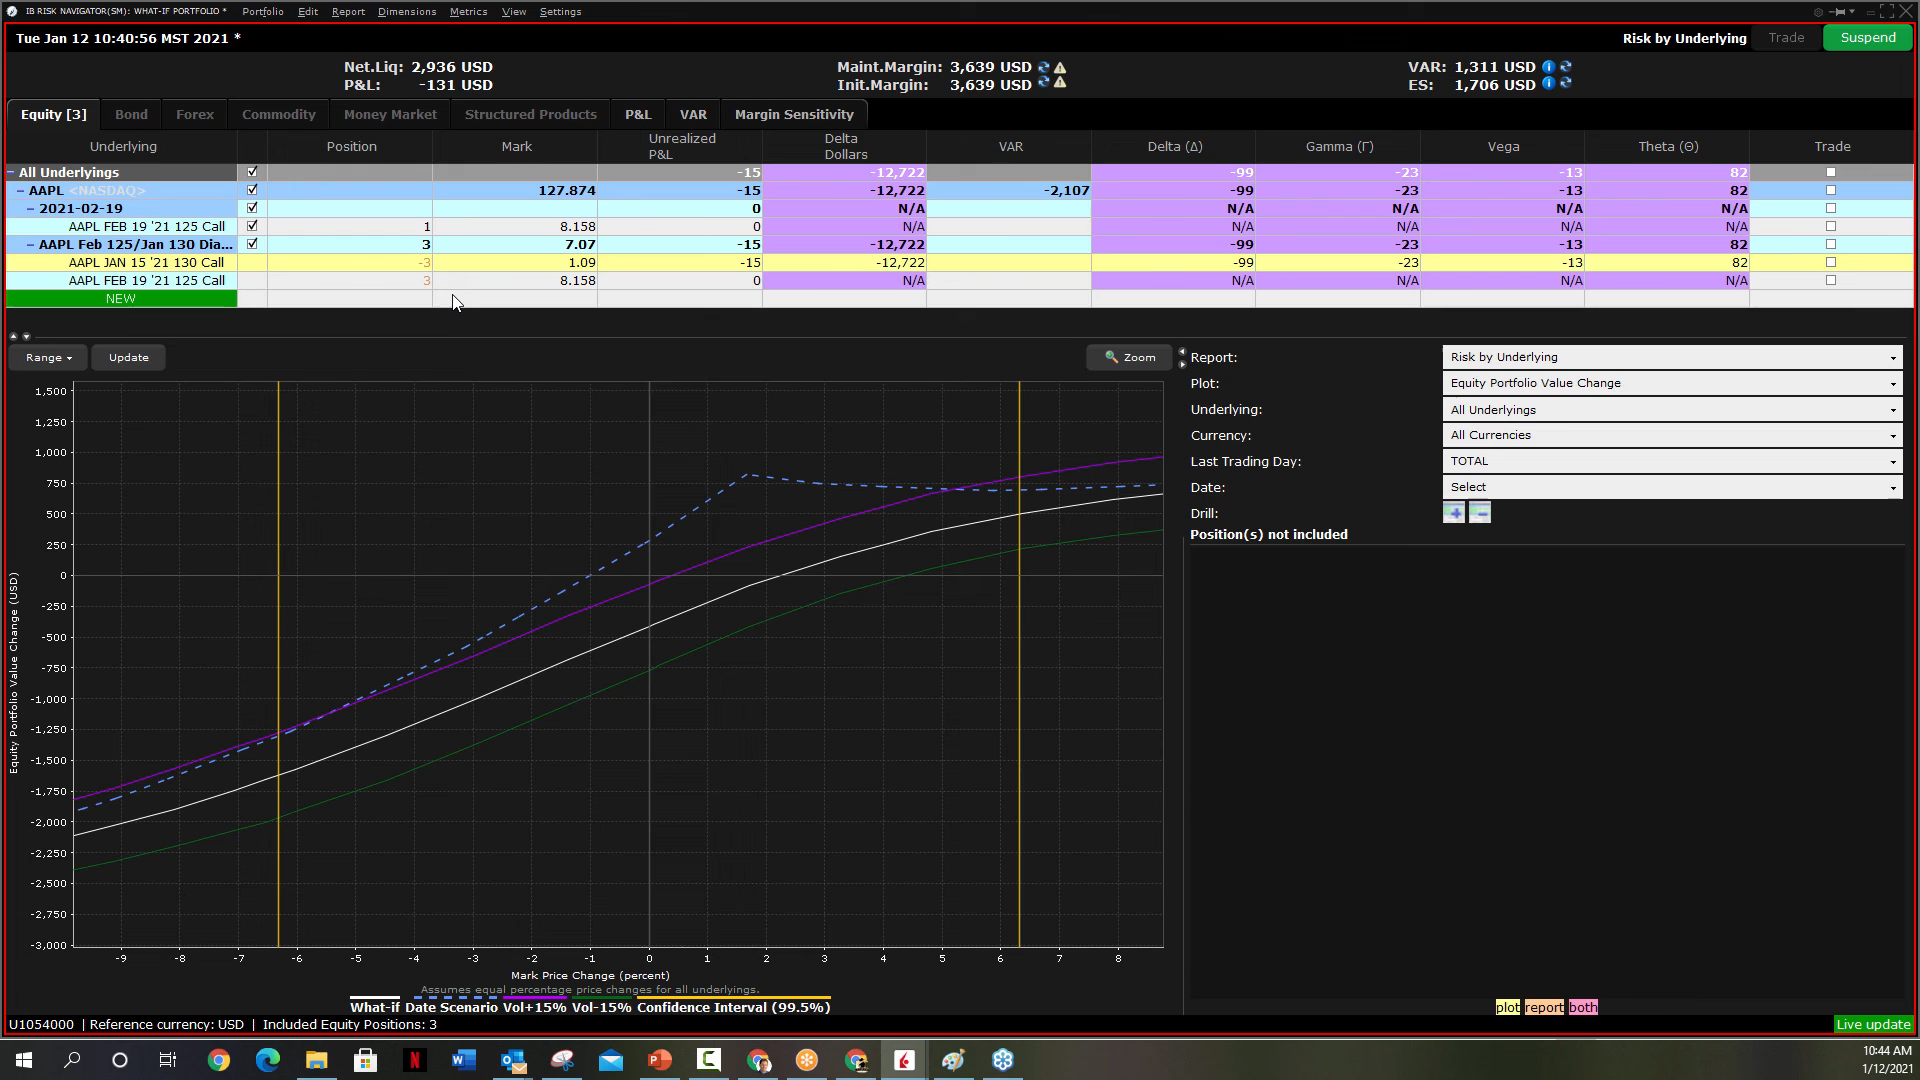 IB RISK NAVIGATOR(SM): WHAT-IF PORTFOLIO * Portfolio Edit Report Dimensions Metrics View Settings
Tue Jan 12 10:40:56 MST 2021 * Risk by Underlying Trade Suspend
Net.Liq: 2,936 USD Maint.Margin: 3,639 USD VAR: 1,311 USD
P&L: -131 USD Init.Margin: 3,639 USD ES: 1,706 USD
Equity [3] Bond Forex Commodity Money Market Structured Products P&L VAR Margin Sensitivity
Underlying Position Mark Unrealized P&L Delta Dollars VAR Delta (Δ) Gamma (Γ) Vega Theta (Θ) Trade
All Underlyings -15 -12,722 -99 -23 -13 82
AAPL <NASDAQ> 127.874 -15 -12,722 -2,107 -99 -23 -13 82
2021-02-19 0 N/A N/A N/A N/A N/A
AAPL FEB 19 '21 125 Call 1 8.158 0 N/A N/A N/A N/A N/A
AAPL Feb 125/Jan 130 Dia... 3 7.07 -15 -12,722 -99 -23 -13 82
AAPL JAN 15 '21 130 Call -3 1.09 -15 -12,722 -99 -23 -13 82
AAPL FEB 19 '21 125 Call 3 8.158 0 N/A N/A N/A N/A N/A
NEW
Range Update Zoom
Report: Risk by Underlying
Plot: Equity Portfolio Value Change
Underlying: All Underlyings
Currency: All Currencies
Last Trading Day: TOTAL
Date: Select
Drill:
Position(s) not included
Equity Portfolio Value Change (USD)
1,500
1,250
1,000
750
500
250
0
-250
-500
-750
-1,000
-1,250
-1,500
-1,750
-2,000
-2,250
-2,500
-2,750
-3,000
-9 -8 -7 -6 -5 -4 -3 -2 -1 0 1 2 3 4 5 6 7 8
Mark Price Change (percent)
Assumes equal percentage price changes for all underlyings.
What-if Date Scenario Vol+15% Vol-15% Confidence Interval (99.5%)
plot report both
U1054000 | Reference currency: USD | Included Equity Positions: 3 Live update
10:44 AM
1/12/2021